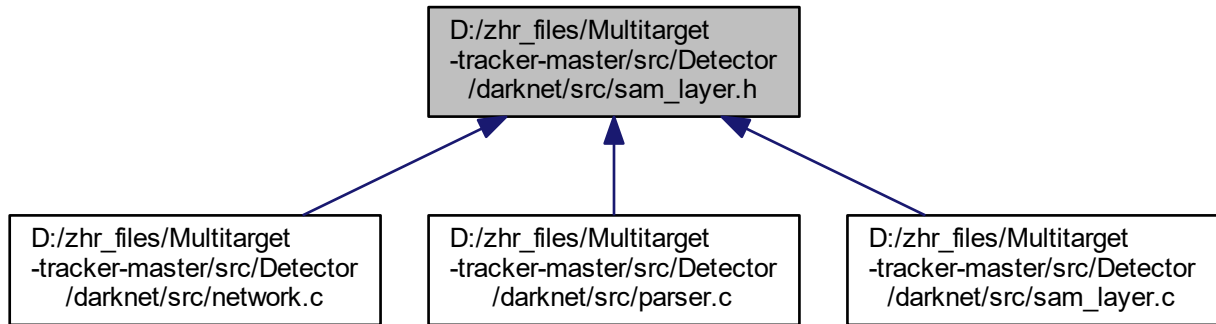 D:/zhr_files/Multitarget
-tracker-master/src/Detector
/darknet/src/sam_layer.h
D:/zhr_files/Multitarget
-tracker-master/src/Detector
/darknet/src/network.c
D:/zhr_files/Multitarget
-tracker-master/src/Detector
/darknet/src/parser.c
D:/zhr_files/Multitarget
-tracker-master/src/Detector
/darknet/src/sam_layer.c